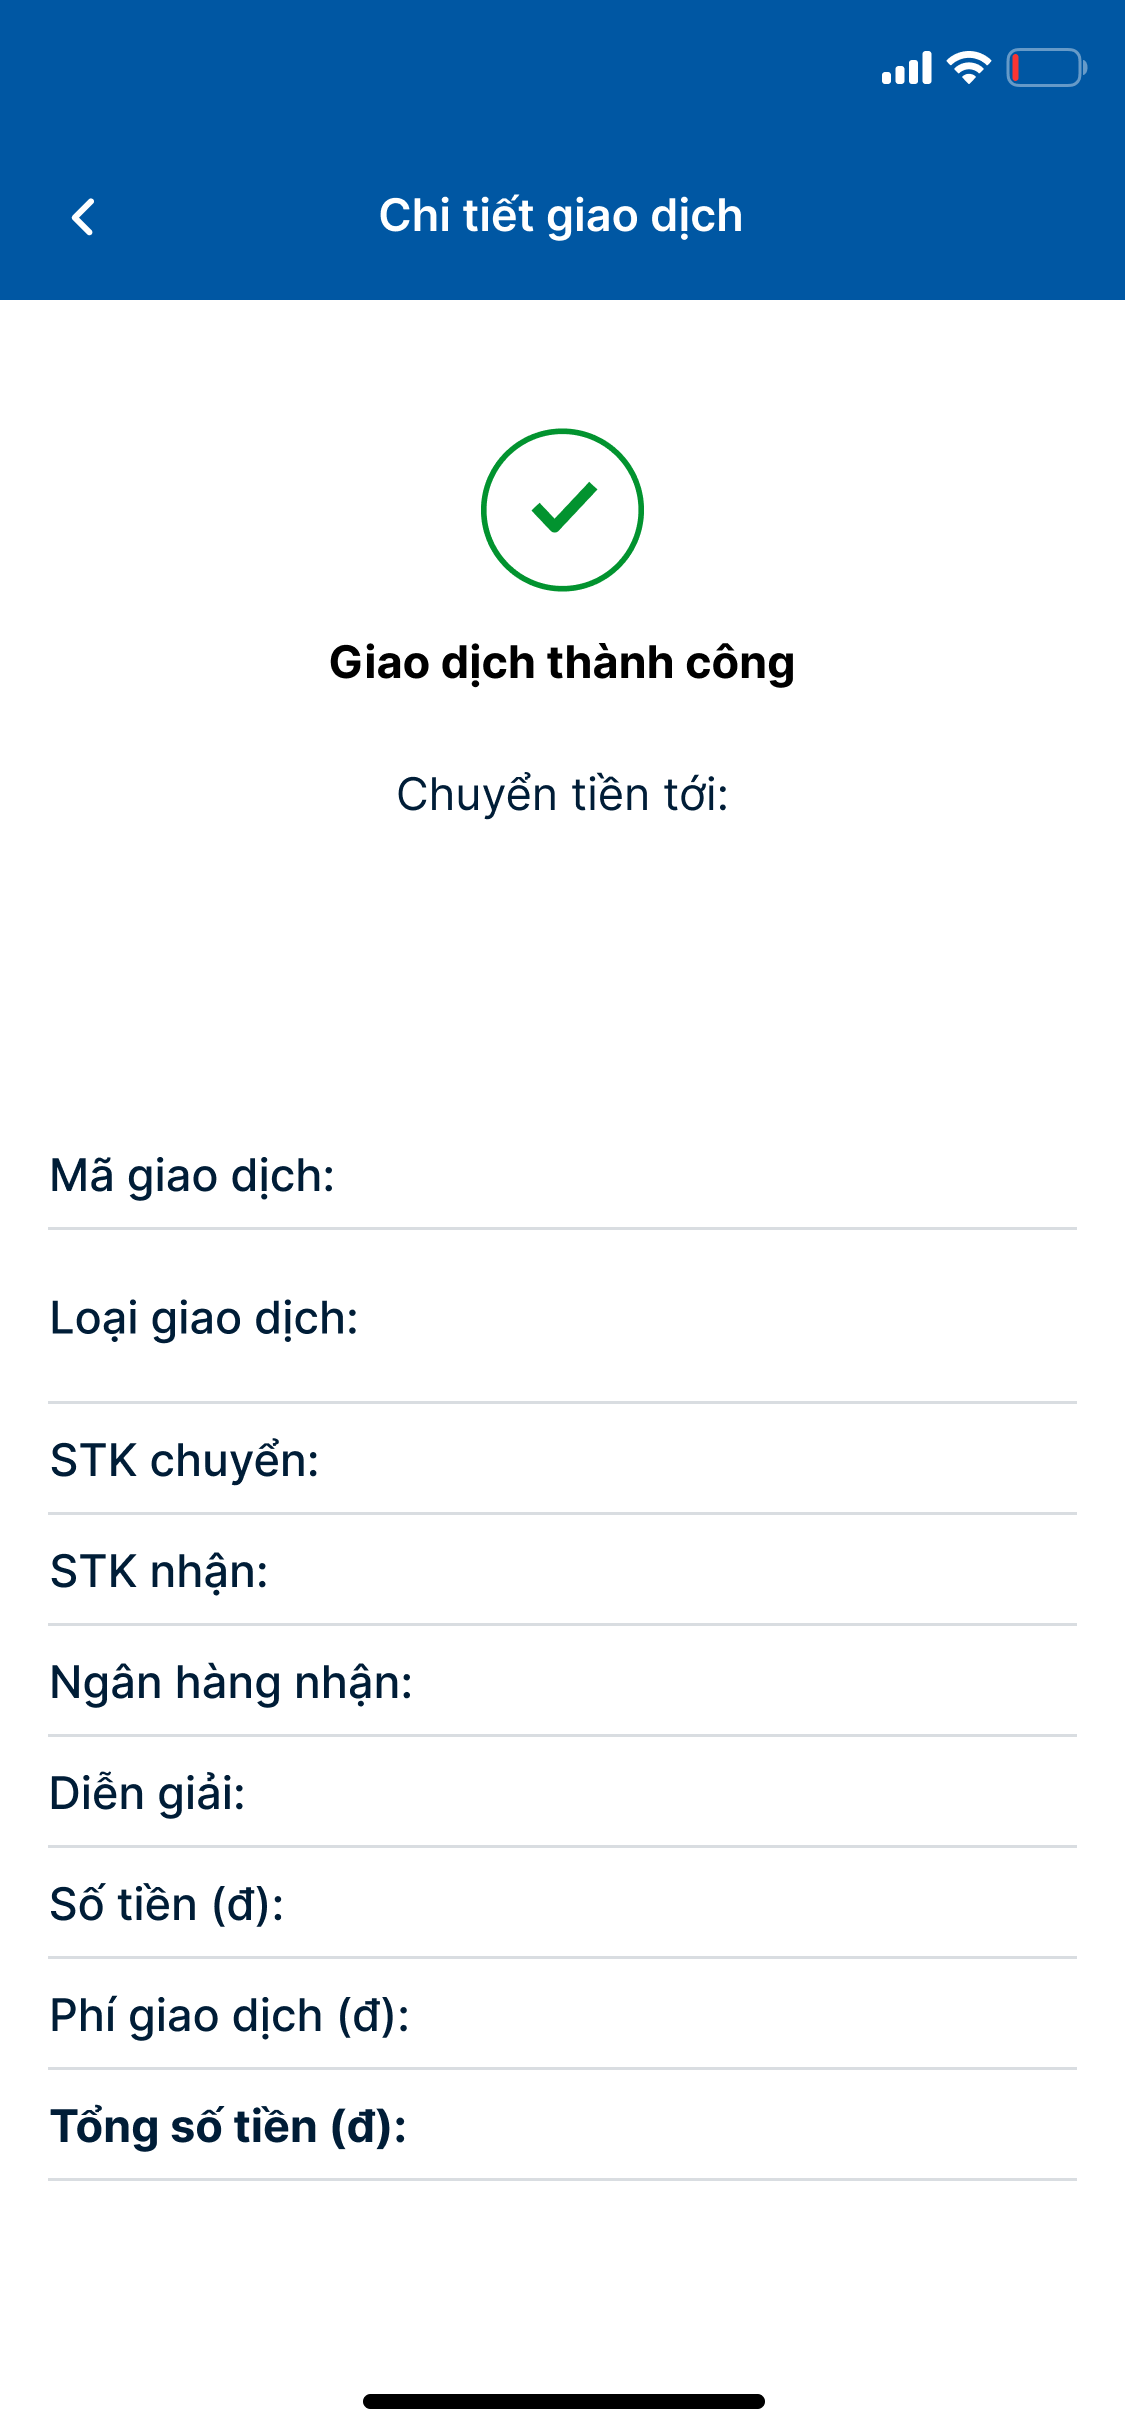 Chi tiết giao dịch
Giao dịch thành công
Chuyển tiền tới:
Mã giao dịch:
Loại giao dịch:
STK chuyển:
STK nhận:
Ngân hàng nhận:
Diễn giải:
Số tiền (đ):
Phí giao dịch (đ):
Tổng số tiền (đ):